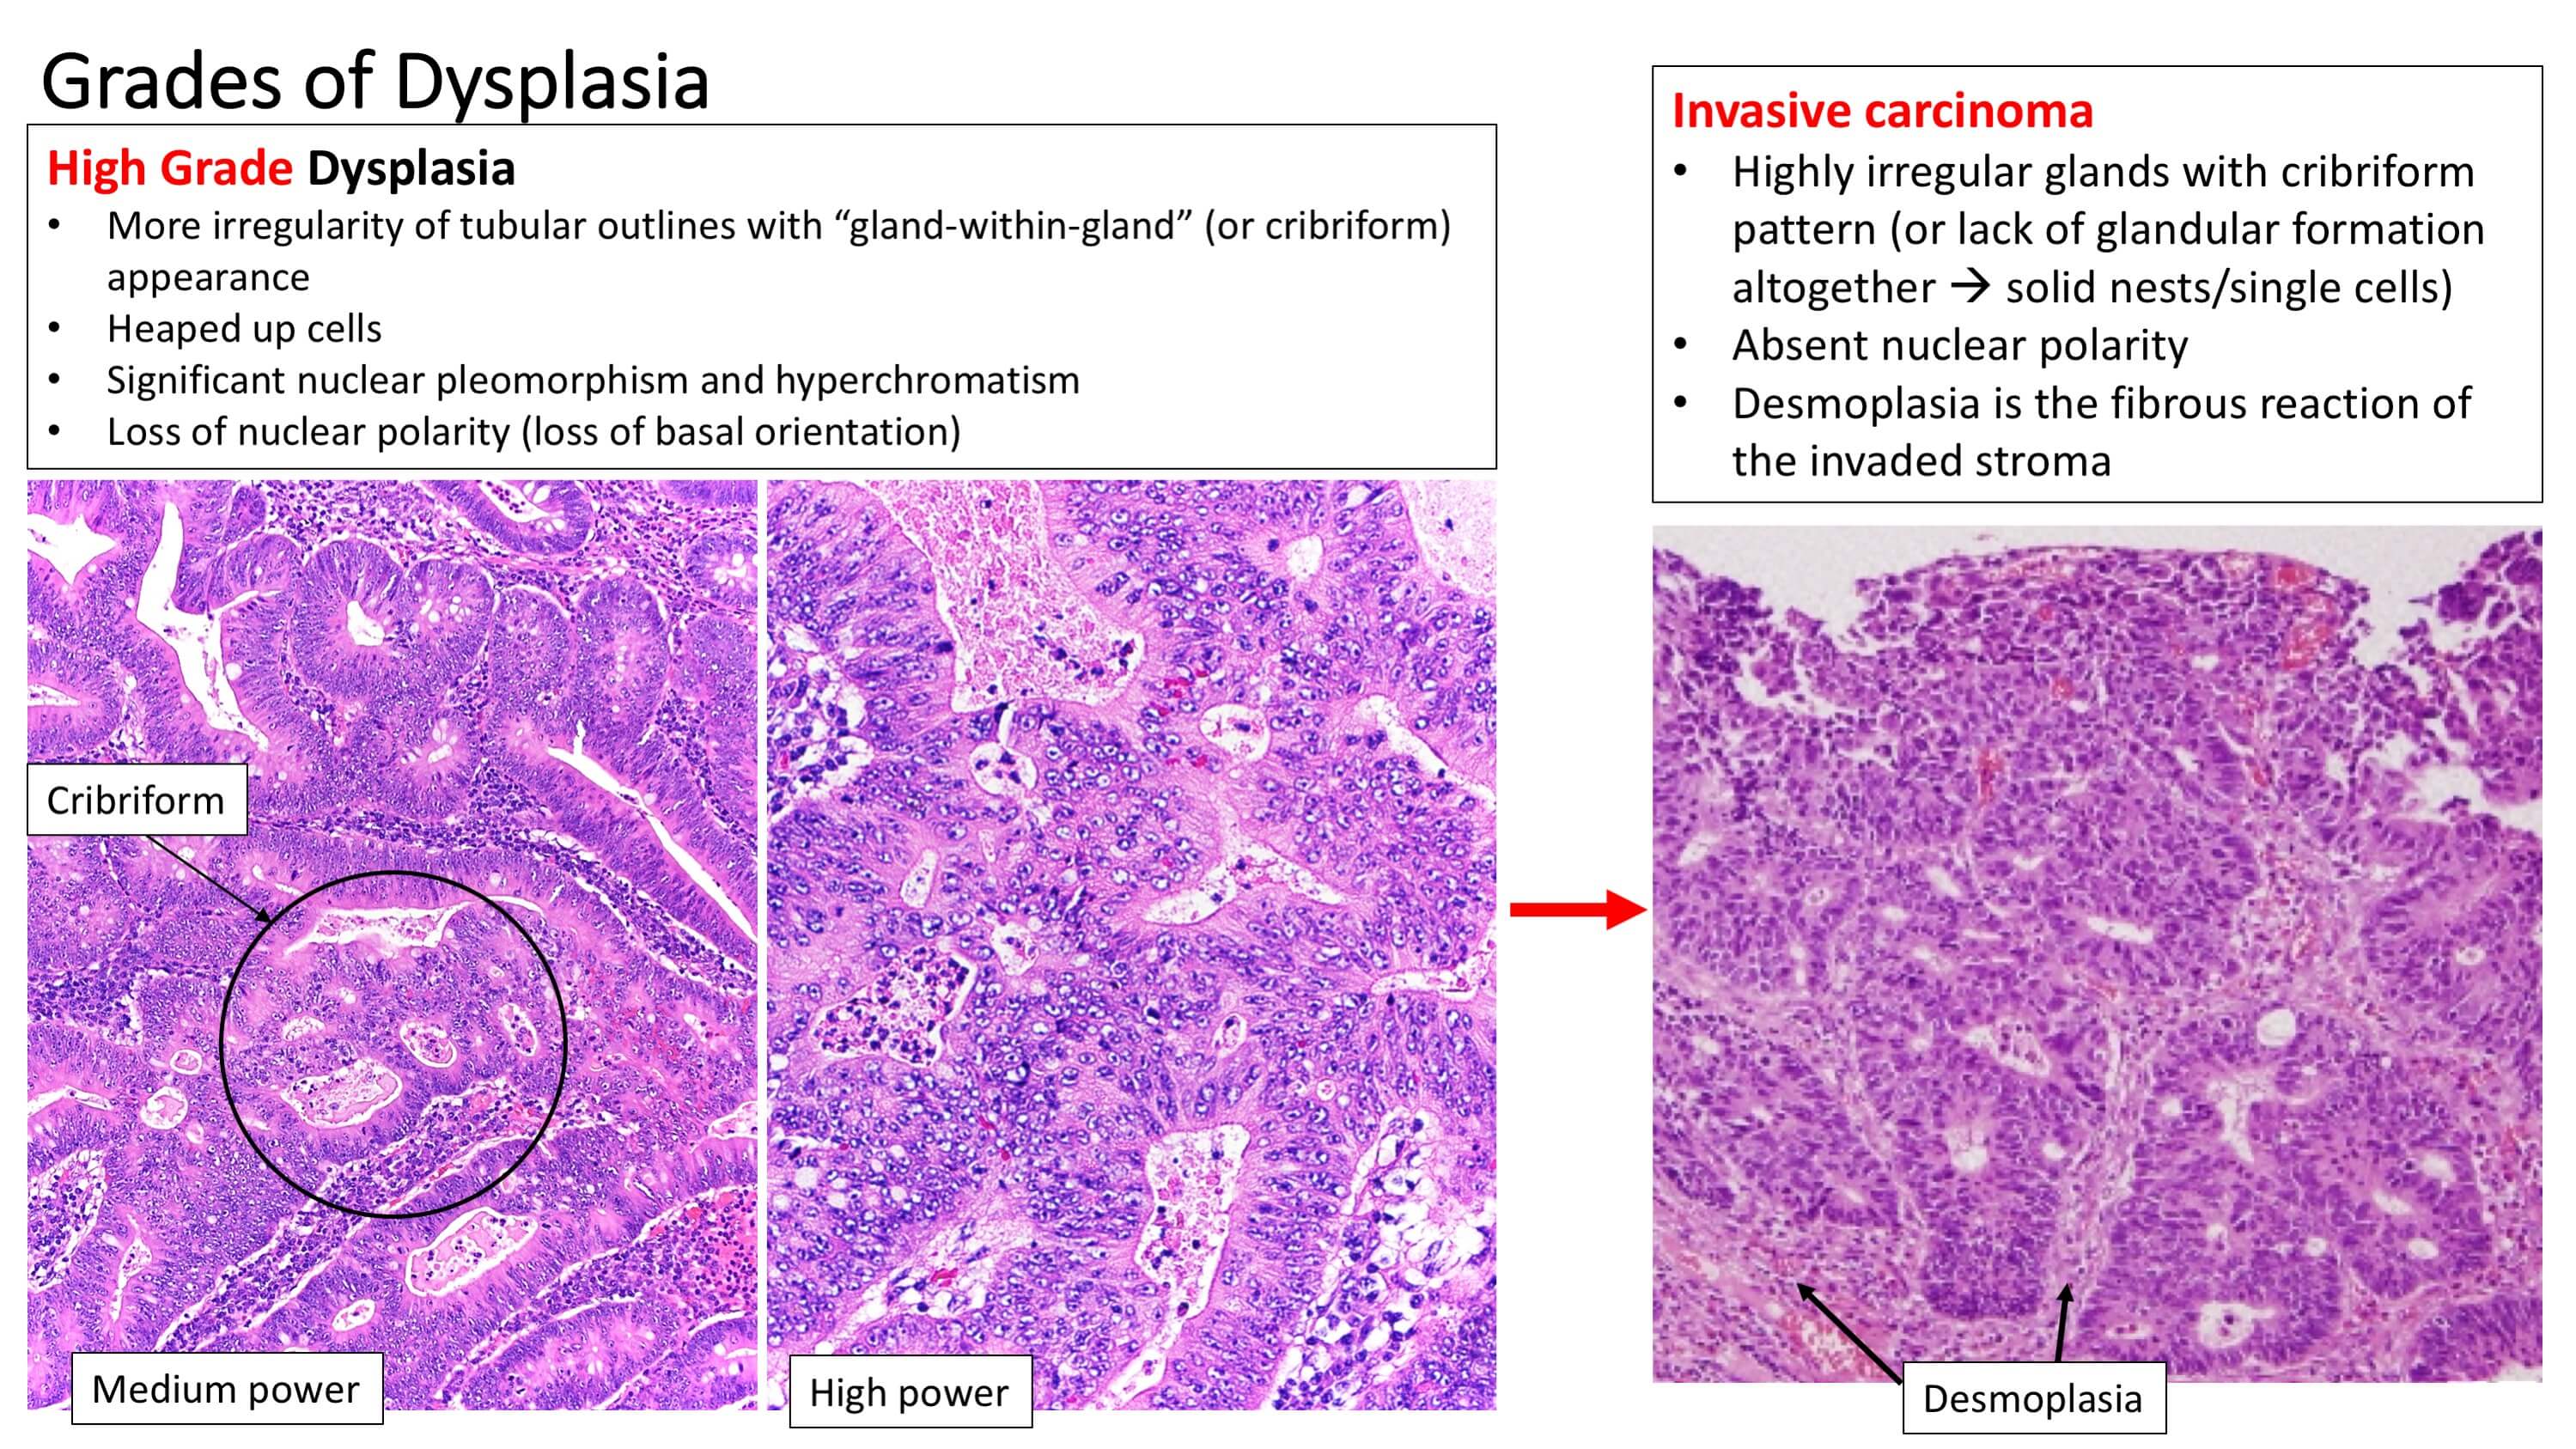 Grades of Dysplasia
High Grade Dysplasia
• More irregularity of tubular outlines with “gland-within-gland” (or cribriform)
appearance
• Heaped up cells
• Significant nuclear pleomorphism and hyperchromatism
• Loss of nuclear polarity (loss of basal orientation)
Cribriform
Medium power
High power
Invasive carcinoma
• Highly irregular glands with cribriform
pattern (or lack of glandular formation
altogether → solid nests/single cells)
• Absent nuclear polarity
• Desmoplasia is the fibrous reaction of
the invaded stroma
Desmoplasia